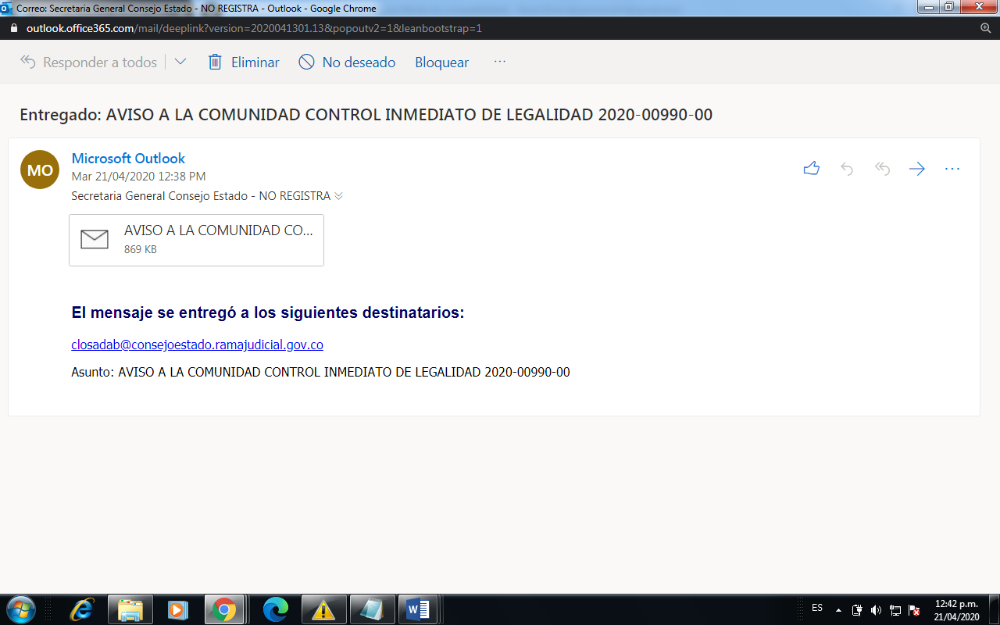 Correo: Secretaria General Consejo Estado - NO REGISTRA - Outlook - Google Chrome
outlook.office365.com/mail/deeplink?version=2020041301.13&popoutv2=1&leanbootstrap=1
Responder a todos Eliminar No deseado Bloquear ...
Entregado: AVISO A LA COMUNIDAD CONTROL INMEDIATO DE LEGALIDAD 2020-00990-00
MO
Microsoft Outlook
Mar 21/04/2020 12:38 PM
Secretaria General Consejo Estado - NO REGISTRA
AVISO A LA COMUNIDAD CO...
869 KB
El mensaje se entregó a los siguientes destinatarios:
closadab@consejoestado.ramajudicial.gov.co
Asunto: AVISO A LA COMUNIDAD CONTROL INMEDIATO DE LEGALIDAD 2020-00990-00
ES
12:42 p.m.
21/04/2020